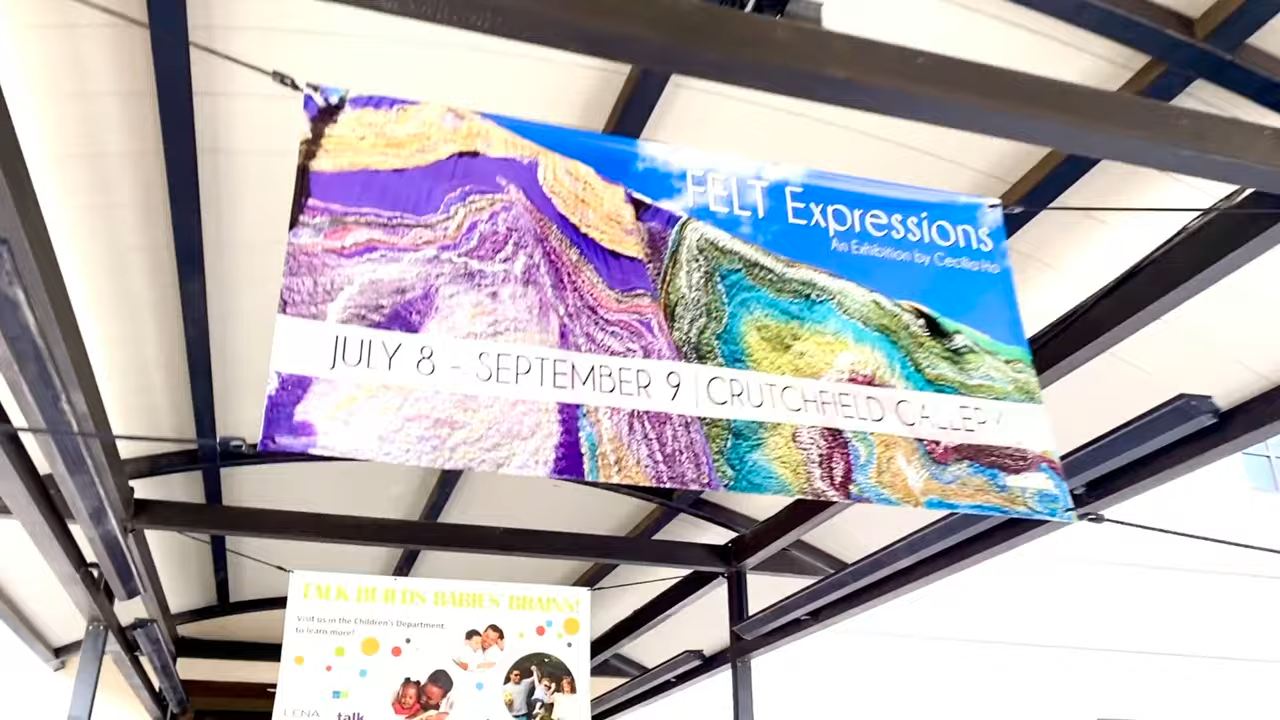 FELT Expressions
An Exhibition by Cecilia Ho
JULY 8 - SEPTEMBER 9 | CRUTCHFIELD GALLERY
TALK BUILDS BABIES' BRAINS!
Visit us in the Children's Department
to learn more!
LCNA
talk